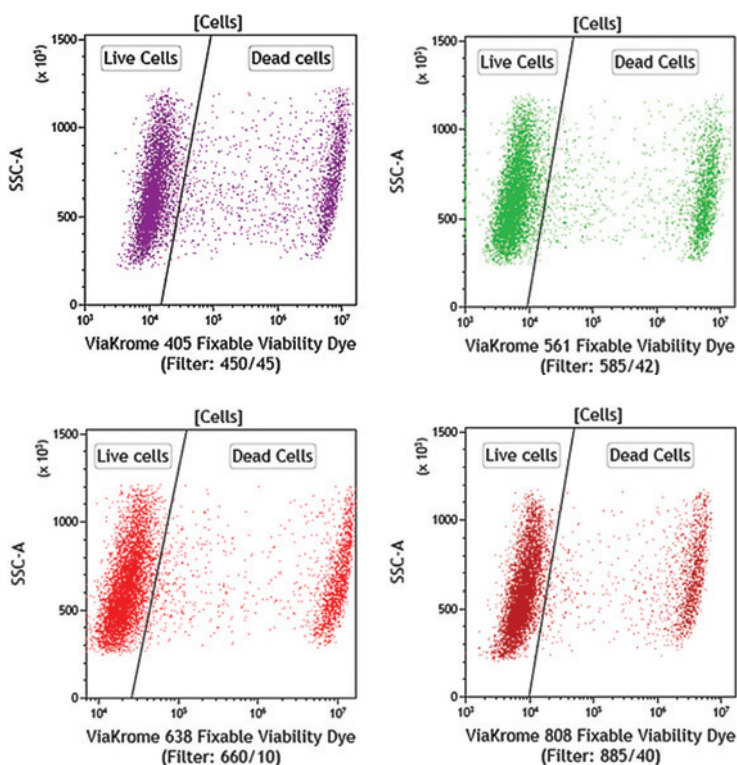 [Cells]
Live Cells
Dead cells
(x 10³)
SSC-A
1500
1000
500
0
10³
10⁴
10⁵
10⁶
10⁷
ViaKrome 405 Fixable Viability Dye
(Filter: 450/45)
[Cells]
Live Cells
Dead Cells
(x 10³)
SSC-A
1500
1000
500
0
10³
10⁴
10⁵
10⁶
10⁷
ViaKrome 561 Fixable Viability Dye
(Filter: 585/42)
[Cells]
Live cells
Dead Cells
(x 10³)
SSC-A
1500
1000
500
0
10⁴
10⁵
10⁶
10⁷
ViaKrome 638 Fixable Viability Dye
(Filter: 660/10)
[Cells]
Live cells
Dead Cells
(x 10³)
SSC-A
1500
1000
500
0
10³
10⁴
10⁵
10⁶
10⁷
ViaKrome 808 Fixable Viability Dye
(Filter: 885/40)